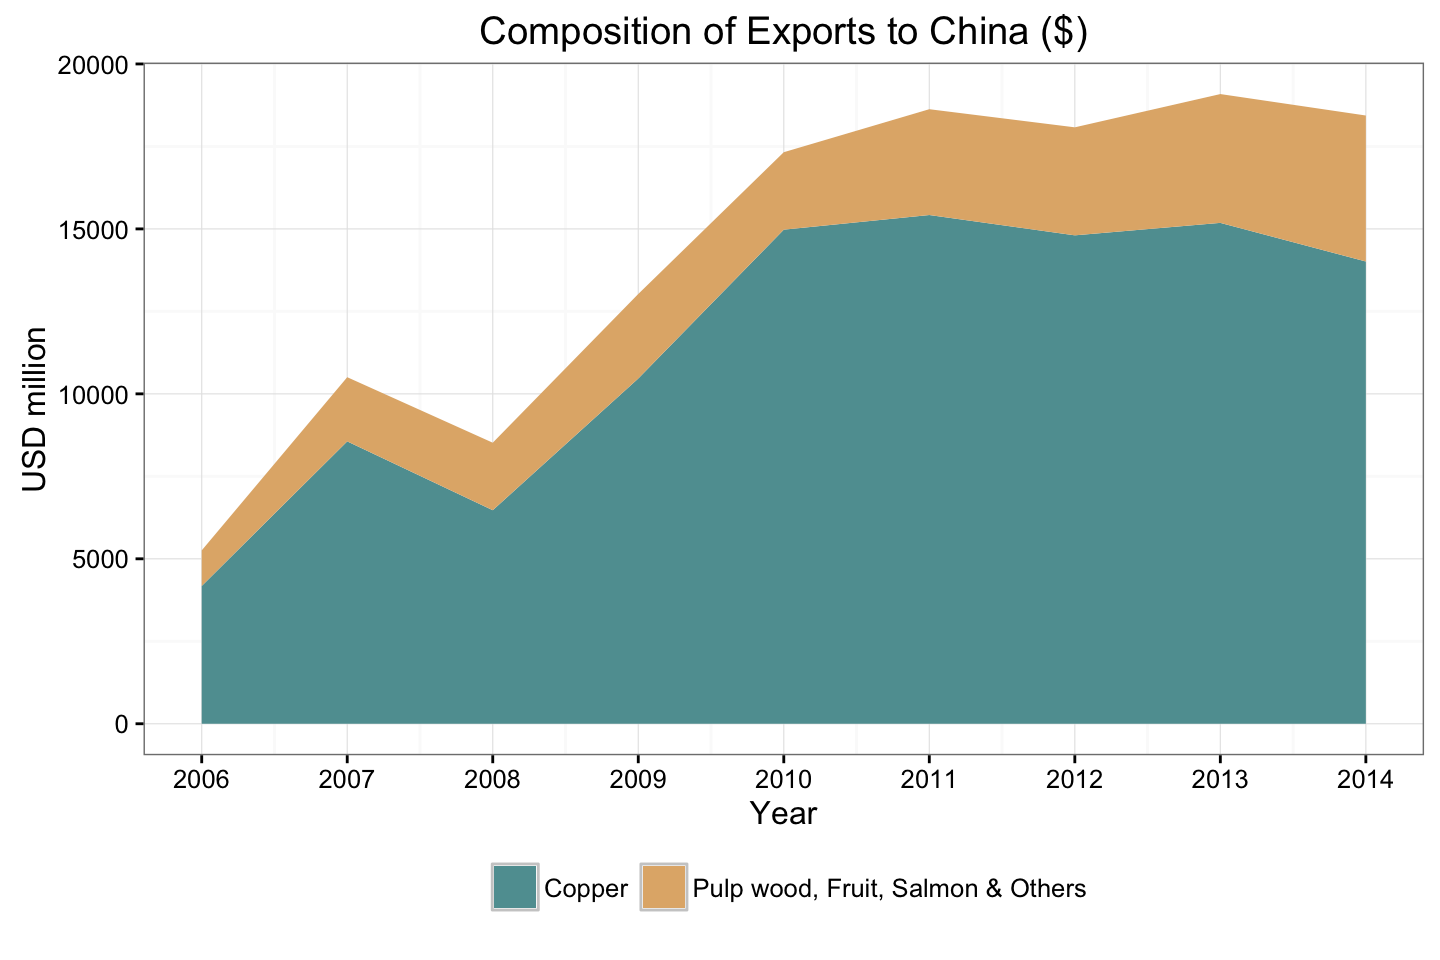 Composition of Exports to China ($)
20000
15000
10000
5000
0
USD million
2006 2007 2008 2009 2010 2011 2012 2013 2014
Year
Copper Pulp wood, Fruit, Salmon & Others